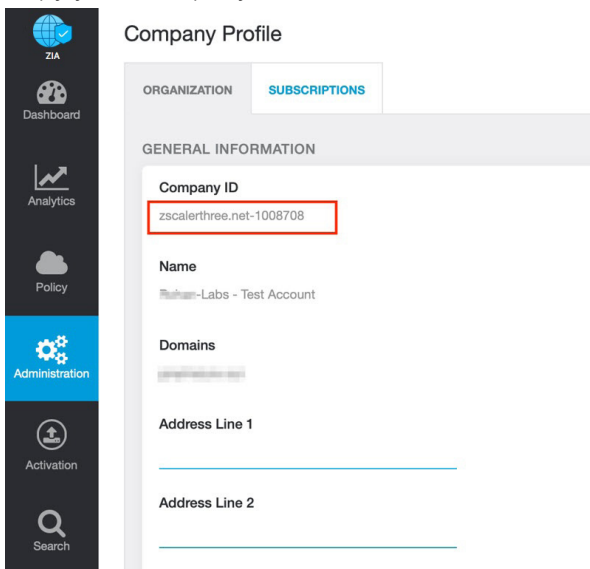 ZIA
Dashboard
Analytics
Policy
Administration
Activation
Search
Company Profile
ORGANIZATION
SUBSCRIPTIONS
GENERAL INFORMATION
Company ID
zscalerthree.net-1008708
Name
-Labs - Test Account
Domains
Address Line 1
Address Line 2